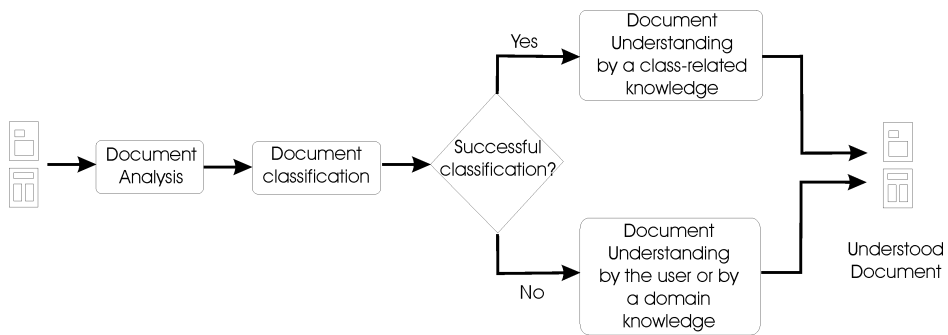 Document
Analysis
Document
classification
Successful
classification?
Yes
Document
Understanding
by a class-related
knowledge
No
Document
Understanding
by the user or by
a domain
knowledge
Understood
Document